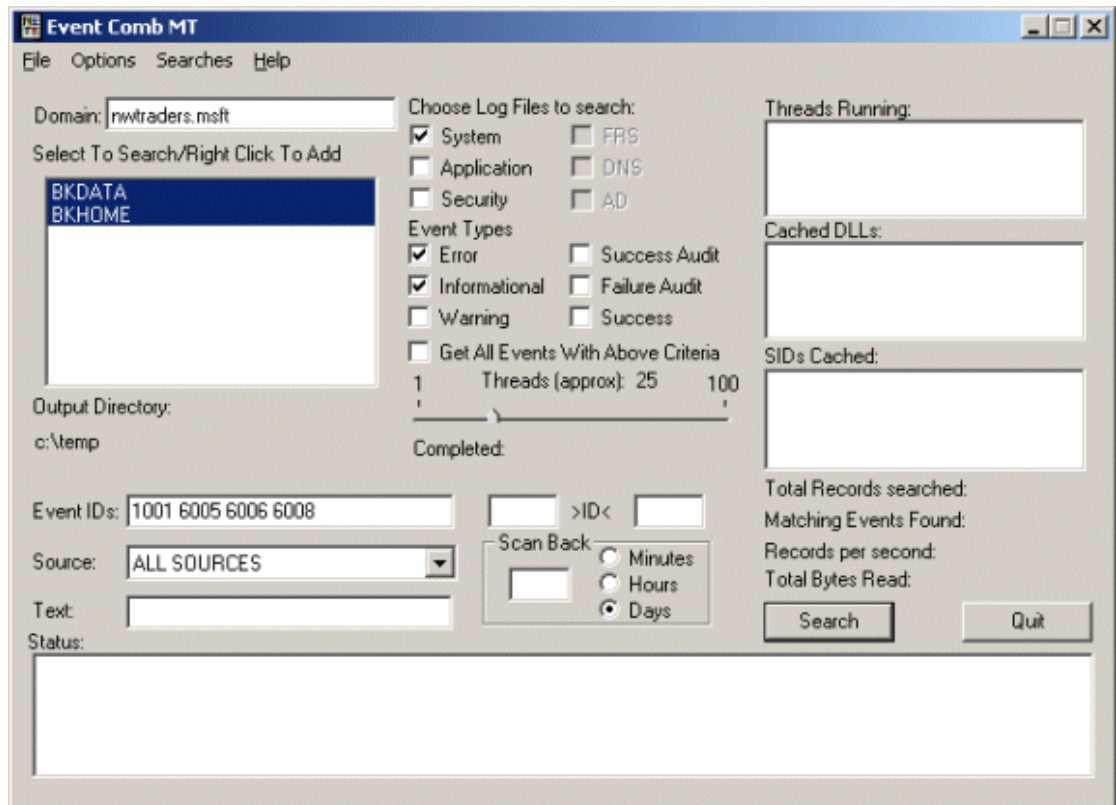 Event Comb MT
File Options Searches Help
Domain: nwtraders.msft
Select To Search/Right Click To Add
BKDATA
BKHOME
Output Directory:
c:\temp
Choose Log Files to search:
System FRS
Application DNS
Security AD
Event Types
Error Success Audit
Informational Failure Audit
Warning Success
Get All Events With Above Criteria
1 Threads (approx): 25 100
Completed:
Threads Running:
Cached DLLs:
SIDs Cached:
Event IDs: 1001 6005 6006 6008
>ID<
Source: ALL SOURCES
Text:
Scan Back
Minutes
Hours
Days
Total Records searched:
Matching Events Found:
Records per second:
Total Bytes Read:
Search Quit
Status: